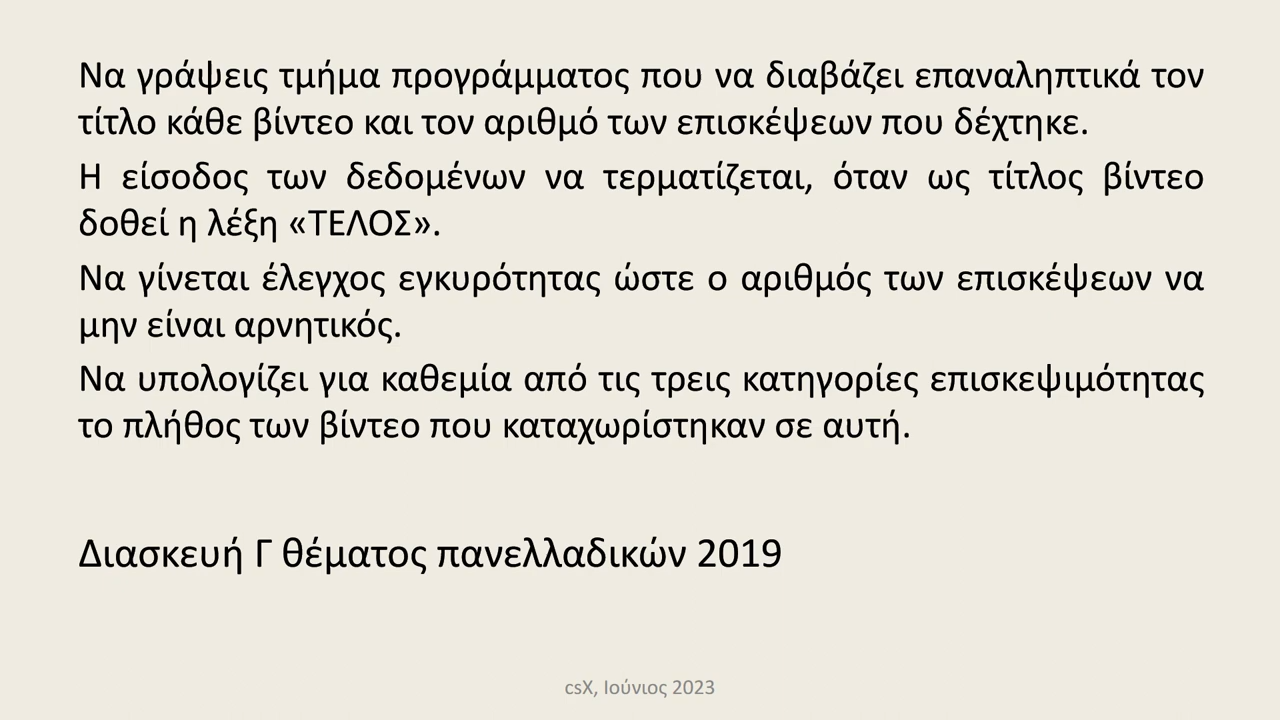 Να γράψεις τμήμα προγράμματος που να διαβάζει επαναληπτικά τον
τίτλο κάθε βίντεο και τον αριθμό των επισκέψεων που δέχτηκε.
Η είσοδος των δεδομένων να τερματίζεται, όταν ως τίτλος βίντεο
δοθεί η λέξη «ΤΕΛΟΣ».
Να γίνεται έλεγχος εγκυρότητας ώστε ο αριθμός των επισκέψεων να
μην είναι αρνητικός.
Να υπολογίζει για καθεμία από τις τρεις κατηγορίες επισκεψιμότητας
το πλήθος των βίντεο που καταχωρίστηκαν σε αυτή.
Διασκευή Γ θέματος πανελλαδικών 2019
csX, Ιούνιος 2023